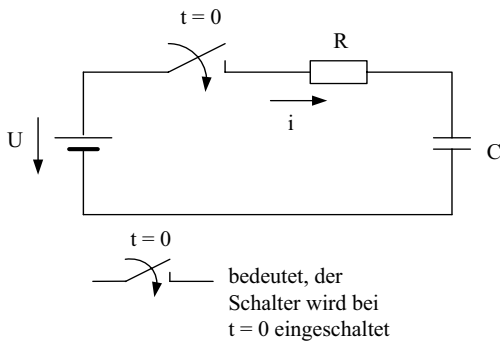 t = 0
R
i
U
C
t = 0
bedeutet, der
Schalter wird bei
t = 0 eingeschaltet